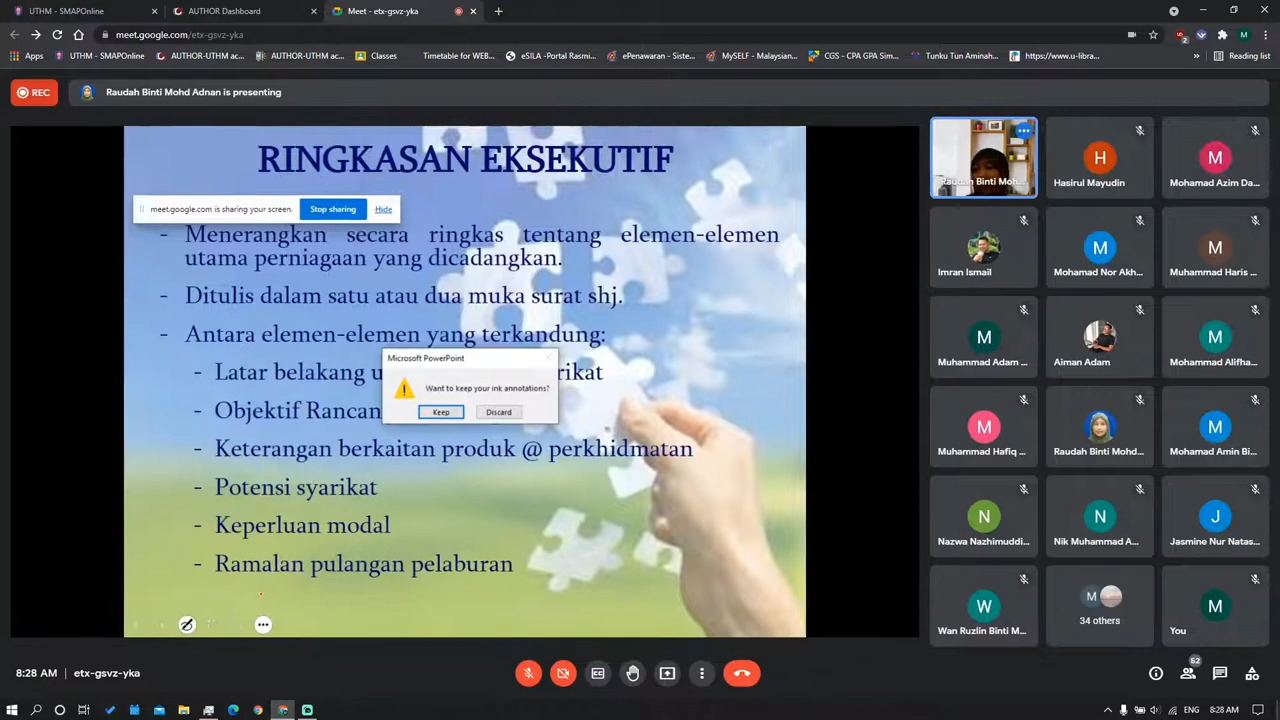 UTHM - SMAPOnline
AUTHOR Dashboard
Meet - etx-gsvz-yka
meet.google.com/etx-gsvz-yka
Apps
UTHM - SMAPOnline
AUTHOR-UTHM ac...
AUTHOR-UTHM ac...
Classes
Timetable for WEB...
eSILA -Portal Rasmi...
ePenawaran - Siste...
MySELF - Malaysian...
CGS - CPA GPA Sim...
Tunku Tun Aminah...
https://www.u-libra...
Reading list
REC
Raudah Binti Mohd Adnan is presenting
RINGKASAN EKSEKUTIF
meet.google.com is sharing your screen.
Stop sharing
Hide
- Menerangkan secara ringkas tentang elemen-elemen
utama perniagaan yang dicadangkan.
- Ditulis dalam satu atau dua muka surat shj.
- Antara elemen-elemen yang terkandung:
- Latar belakang
- Objektif
- Keterangan berkaitan produk @ perkhidmatan
- Potensi syarikat
- Keperluan modal
- Ramalan pulangan pelaburan
Microsoft PowerPoint
Want to keep your ink annotations?
Keep
Discard
Raudah Binti Moh...
Hasirul Mayudin
Mohamad Azim Da...
Imran Ismail
Mohamad Nor Akh...
Muhammad Haris ...
Muhammad Adam ...
Aiman Adam
Mohamad Alifha...
Muhammad Hafiq ...
Raudah Binti Mohd...
Mohamad Amin Bi...
Nazwa Nazhimuddi...
Nik Muhammad A...
Jasmine Nur Natas...
Wan Ruzlin Binti M...
34 others
You
H
M
M
M
M
M
M
M
N
N
J
W
M
M
8:28 AM
etx-gsvz-yka
52
ENG
8:28 AM